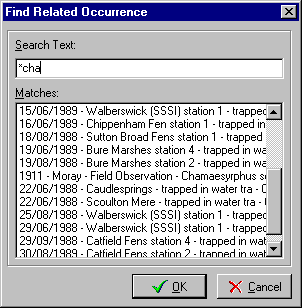 Find Related Occurrence
Search Text:
*cha
Matches:
15/06/1989 - Walberswick (SSSI) station 1 - trapped
16/06/1989 - Chippenham Fen station 1 - trapped in w
18/08/1988 - Sutton Broad Fens station 1 - trapped in
19/06/1989 - Bure Marshes station 4 - trapped in wa
19/08/1988 - Bure Marshes station 2 - trapped in wat
1911 - Moray - Field Observation - Chamaesyrphus sc
22/06/1988 - Caudlesprings - trapped in water tra - C
22/06/1988 - Scoulton Mere - trapped in water tra - C
25/08/1988 - Walberswick (SSSI) station 1 - trapped
29/06/1988 - Walberswick (SSSI) station 1 - trapped
29/09/1988 - Catfield Fens station 4 - trapped in wat
30/08/1989 - Catfield Fens station 2 - trapped in wat
OK
Cancel